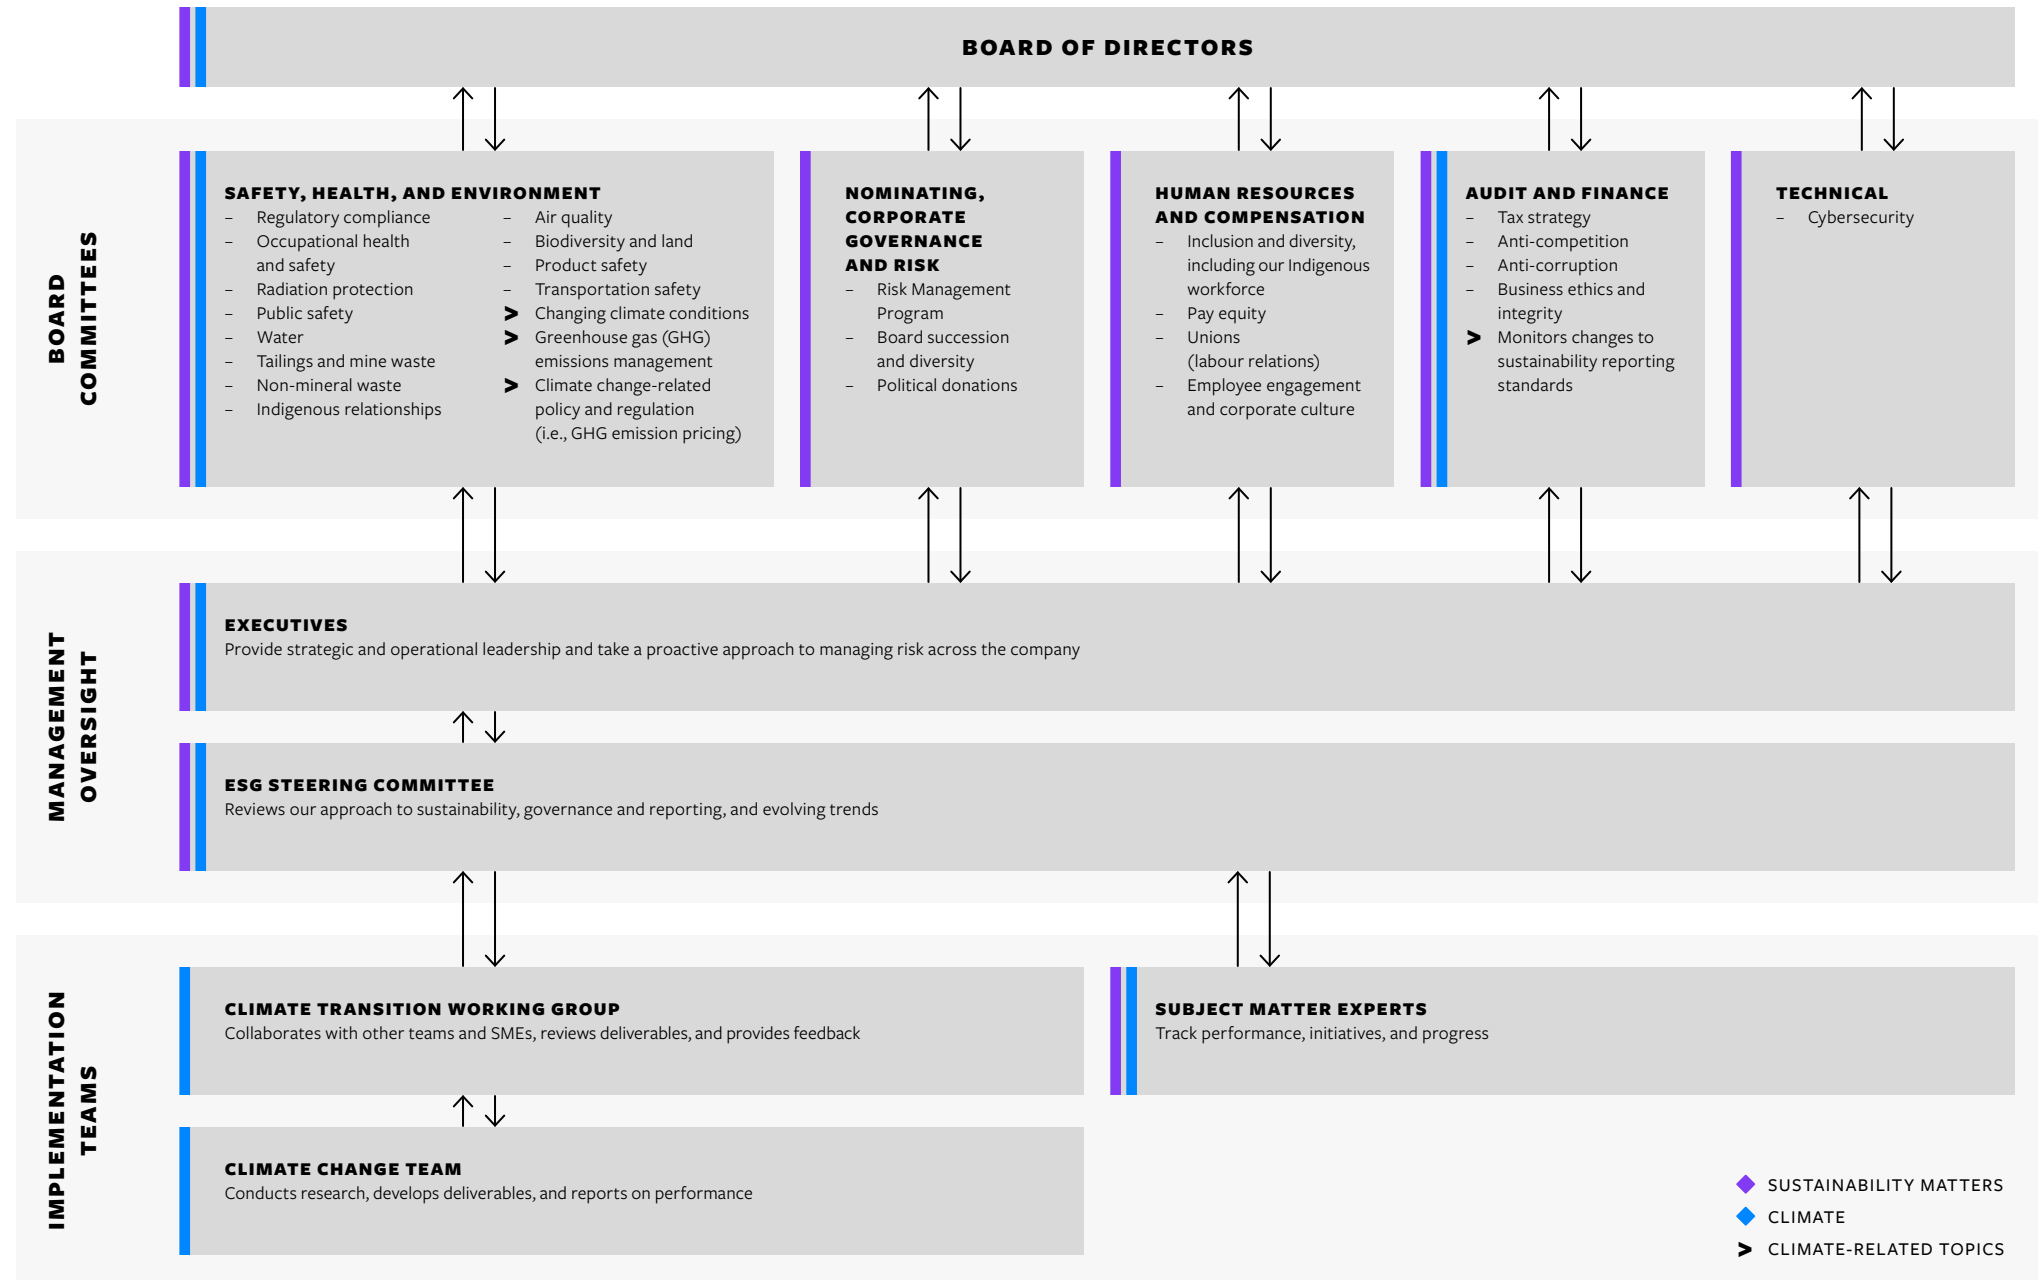 BOARD OF DIRECTORS
BOARD
COMMITTEES
SAFETY, HEALTH, AND ENVIRONMENT
– Regulatory compliance
– Occupational health
and safety
– Radiation protection
– Public safety
– Water
– Tailings and mine waste
– Non-mineral waste
– Indigenous relationships
– Air quality
– Biodiversity and land
– Product safety
– Transportation safety
> Changing climate conditions
> Greenhouse gas (GHG)
emissions management
> Climate change-related
policy and regulation
(i.e., GHG emission pricing)
NOMINATING,
CORPORATE
GOVERNANCE
AND RISK
– Risk Management
Program
– Board succession
and diversity
– Political donations
HUMAN RESOURCES
AND COMPENSATION
– Inclusion and diversity,
including our Indigenous
workforce
– Pay equity
– Unions
(labour relations)
– Employee engagement
and corporate culture
AUDIT AND FINANCE
– Tax strategy
– Anti-competition
– Anti-corruption
– Business ethics and
integrity
> Monitors changes to
sustainability reporting
standards
TECHNICAL
– Cybersecurity
MANAGEMENT
OVERSIGHT
EXECUTIVES
Provide strategic and operational leadership and take a proactive approach to managing risk across the company
ESG STEERING COMMITTEE
Reviews our approach to sustainability, governance and reporting, and evolving trends
IMPLEMENTATION
TEAMS
CLIMATE TRANSITION WORKING GROUP
Collaborates with other teams and SMEs, reviews deliverables, and provides feedback
SUBJECT MATTER EXPERTS
Track performance, initiatives, and progress
CLIMATE CHANGE TEAM
Conducts research, develops deliverables, and reports on performance
SUSTAINABILITY MATTERS
CLIMATE
> CLIMATE-RELATED TOPICS